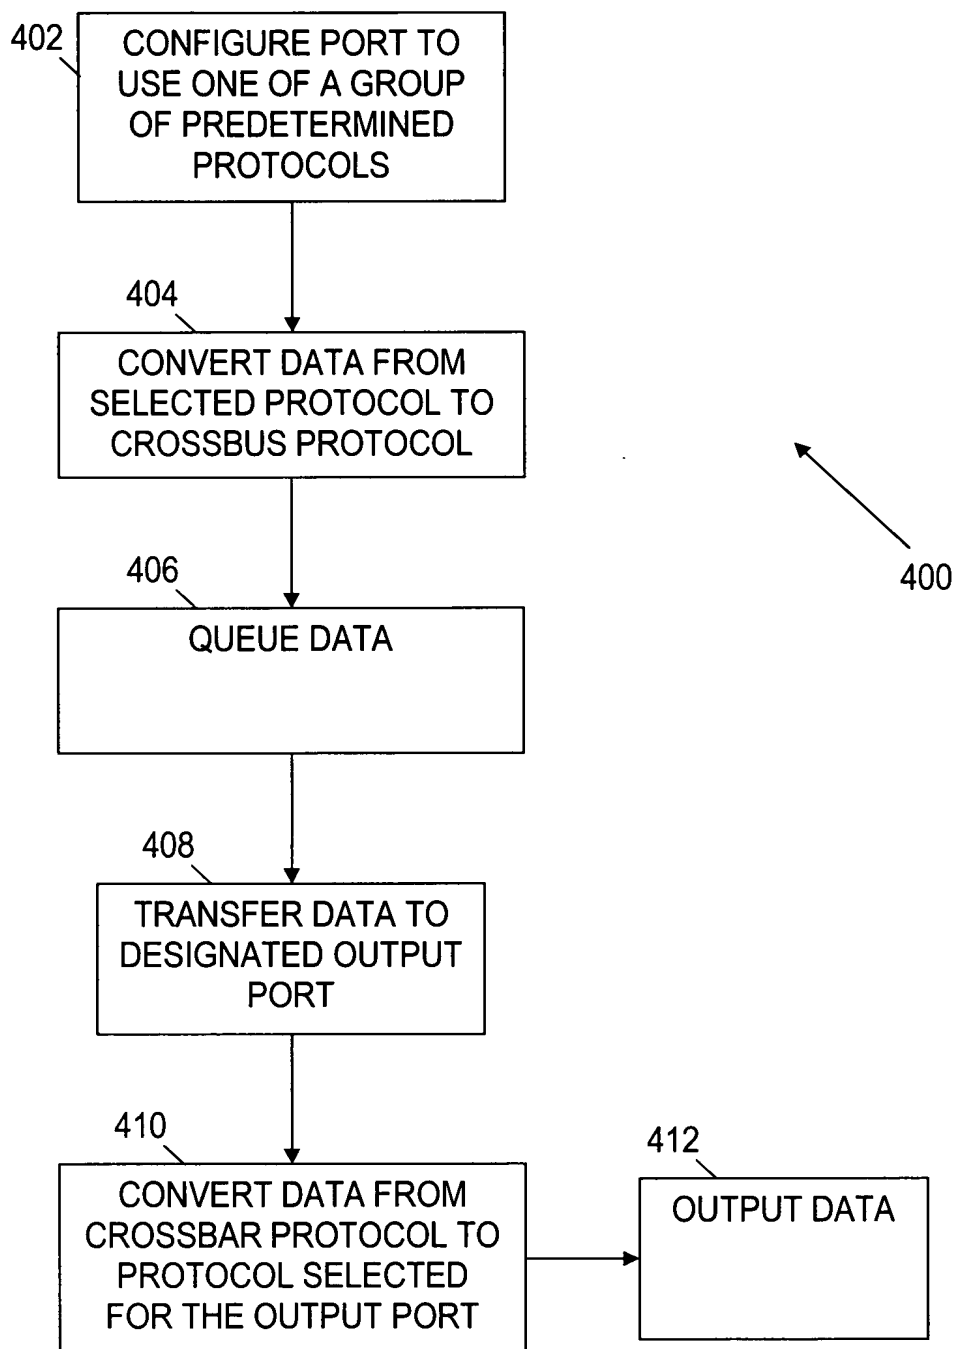 402
CONFIGURE PORT TO
USE ONE OF A GROUP
OF PREDETERMINED
PROTOCOLS
404
CONVERT DATA FROM
SELECTED PROTOCOL TO
CROSSBUS PROTOCOL
400
406
QUEUE DATA
408
TRANSFER DATA TO
DESIGNATED OUTPUT
PORT
410
CONVERT DATA FROM
CROSSBAR PROTOCOL TO
PROTOCOL SELECTED
FOR THE OUTPUT PORT
412
OUTPUT DATA